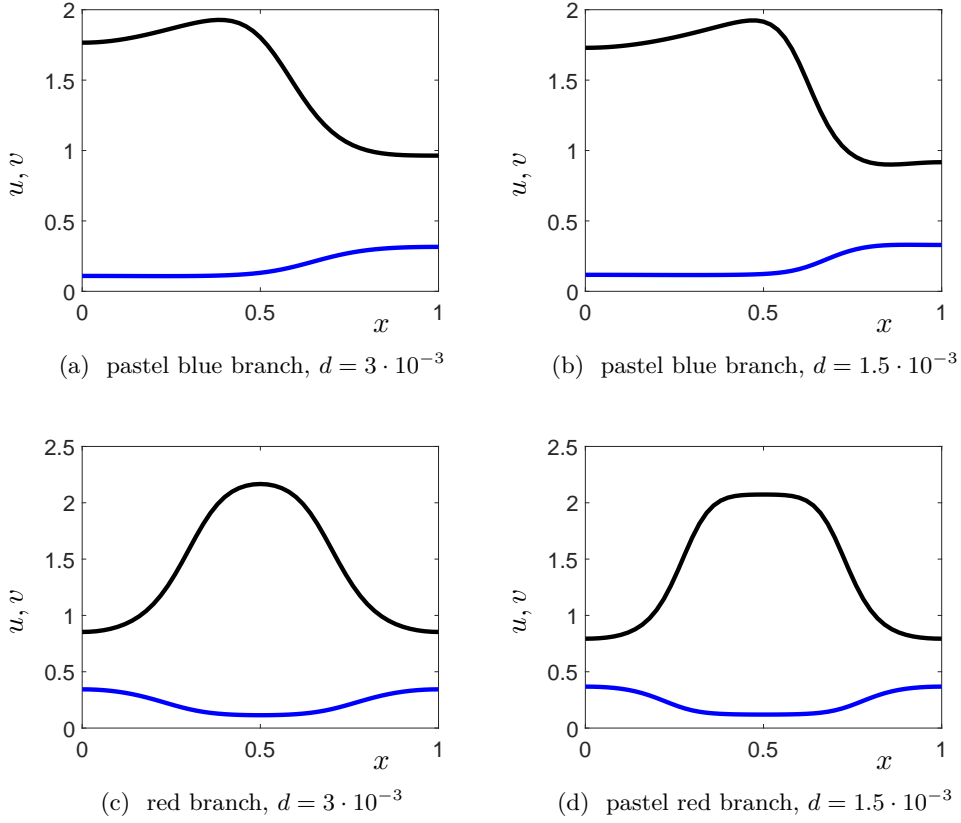 2
1.5
1
0.5
0
u, v
0 0.5 1
x
(a) pastel blue branch, d = 3 · 10⁻³
2
1.5
1
0.5
0
u, v
0 0.5 1
x
(b) pastel blue branch, d = 1.5 · 10⁻³
2.5
2
1.5
1
0.5
0
u, v
0 0.5 1
x
(c) red branch, d = 3 · 10⁻³
2.5
2
1.5
1
0.5
0
u, v
0 0.5 1
x
(d) pastel red branch, d = 1.5 · 10⁻³